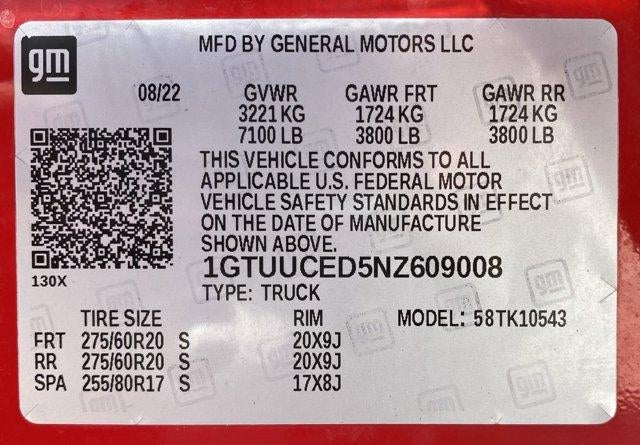 gm
MFD BY GENERAL MOTORS LLC
08/22 GVWR GAWR FRT GAWR RR
3221 KG 1724 KG 1724 KG
7100 LB 3800 LB 3800 LB
THIS VEHICLE CONFORMS TO ALL
APPLICABLE U.S. FEDERAL MOTOR
VEHICLE SAFETY STANDARDS IN EFFECT
ON THE DATE OF MANUFACTURE
SHOWN ABOVE.
130X
1GTUUCED5NZ609008
TYPE: TRUCK
TIRE SIZE RIM MODEL: 58TK10543
FRT 275/60R20 S 20X9J
RR 275/60R20 S 20X9J
SPA 255/80R17 S 17X8J